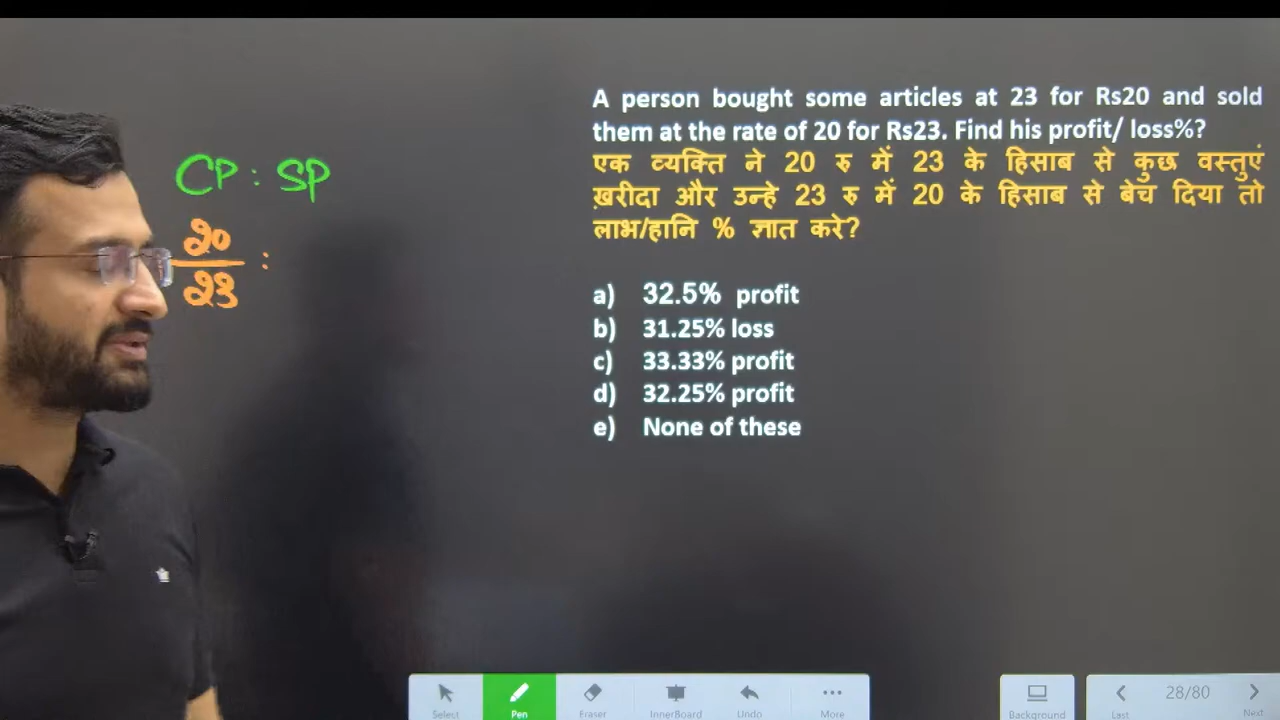 A person bought some articles at 23 for Rs20 and sold
them at the rate of 20 for Rs23. Find his profit/ loss%?
एक व्यक्ति ने 20 रु में 23 के हिसाब से कुछ वस्तुएं
ख़रीदा और उन्हे 23 रु में 20 के हिसाब से बेच दिया तो
लाभ/हानि % ज्ञात करे?
CP : SP
20
23 :
a) 32.5% profit
b) 31.25% loss
c) 33.33% profit
d) 32.25% profit
e) None of these
Select Pen Eraser InnerBoard Undo More Background Last 28/80 Next